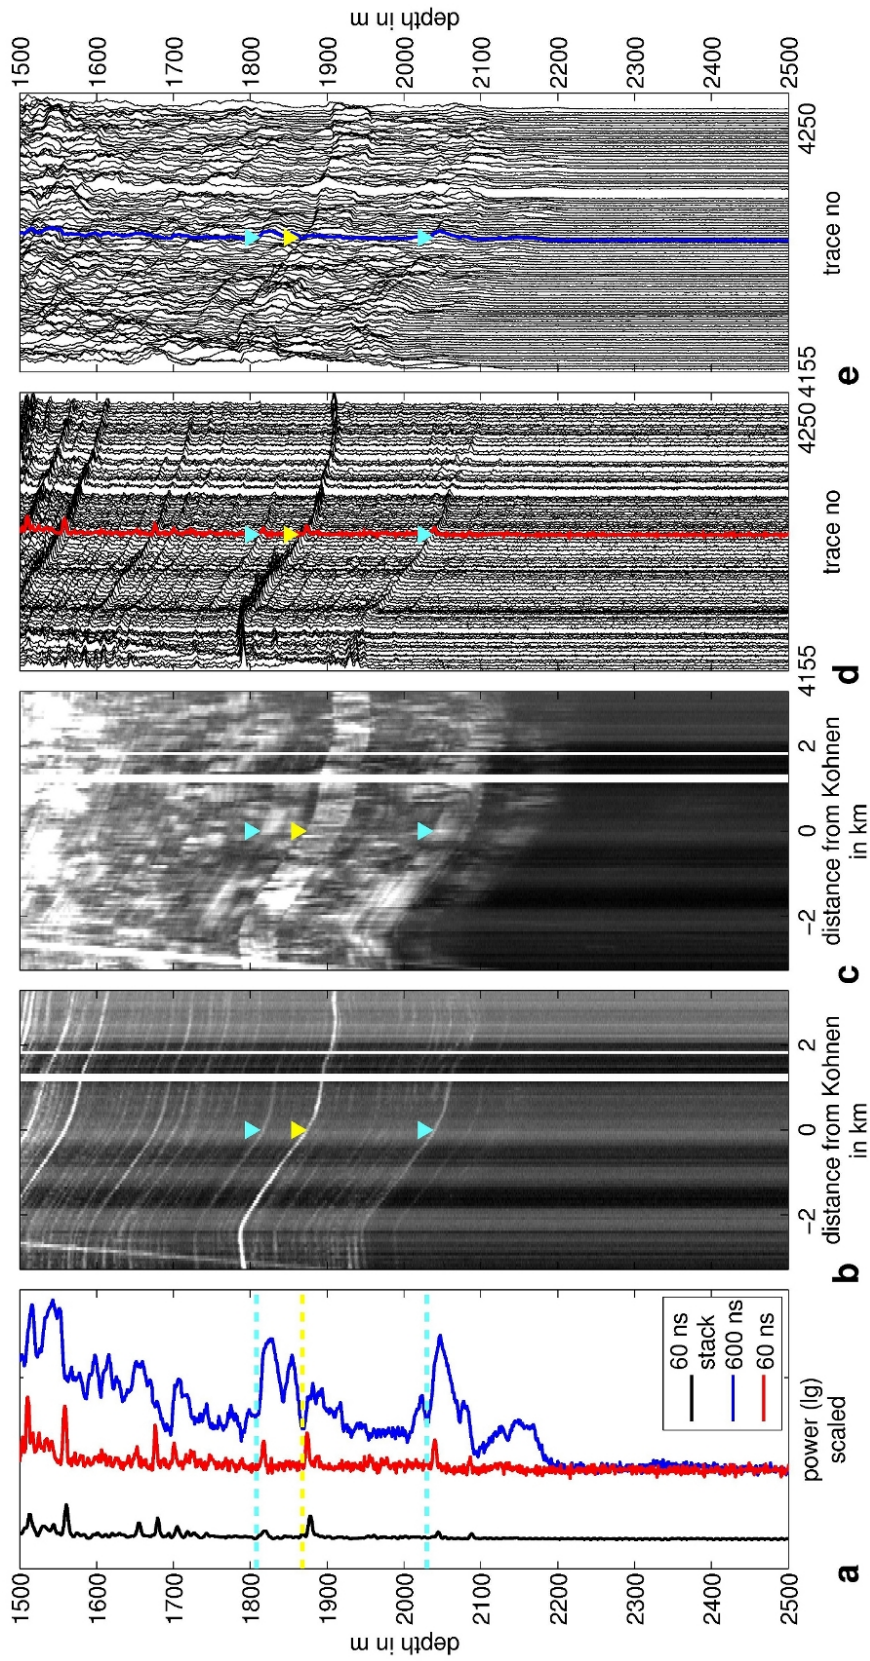 depth in m
1500
1600
1700
1800
1900
2000
2100
2200
2300
2400
2500
60 ns
stack
600 ns
60 ns
power (lg)
scaled
a
−2
0
2
distance from Kohnen
in km
b
−2
0
2
distance from Kohnen
in km
c
4155
4250
trace no
d
4155
4250
trace no
e
1500
1600
1700
1800
1900
2000
2100
2200
2300
2400
2500
depth in m